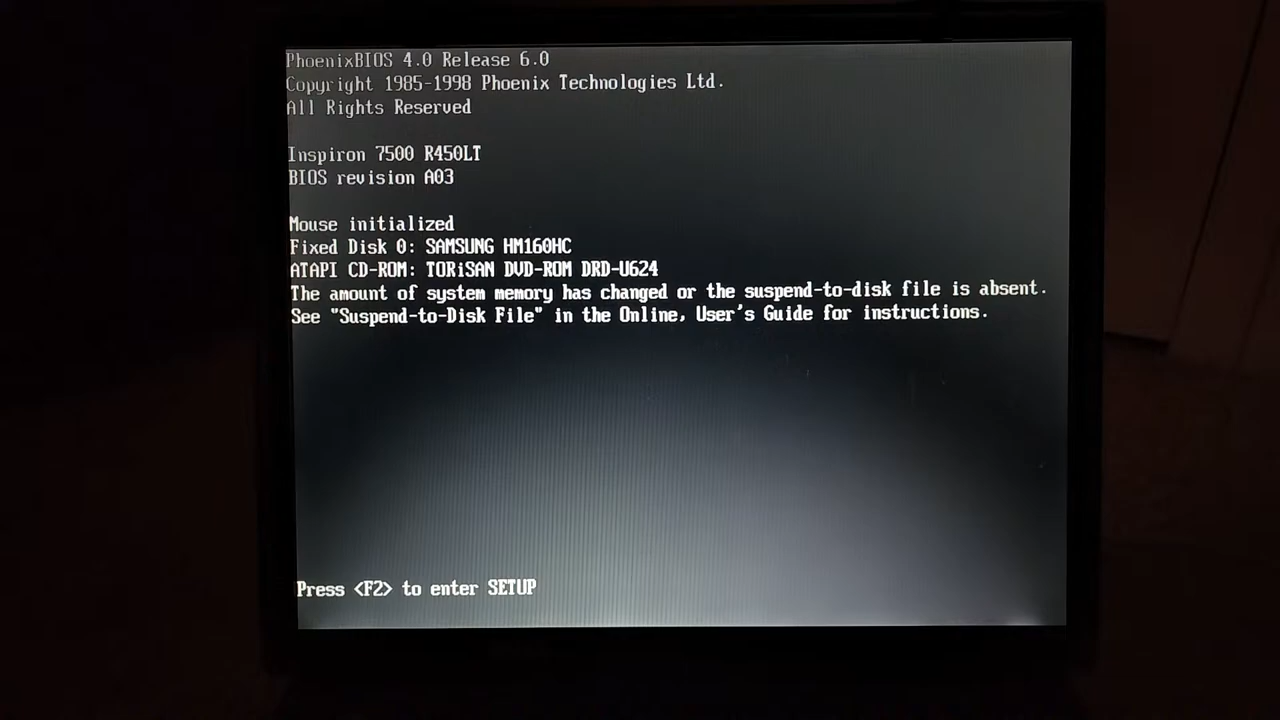 PhoenixBIOS 4.0 Release 6.0
Copyright 1985-1998 Phoenix Technologies Ltd.
All Rights Reserved
Inspiron 7500 R450LT
BIOS revision A03
Mouse initialized
Fixed Disk 0: SAMSUNG HM160HC
ATAPI CD-ROM: TORiSAN DVD-ROM DRD-U624
The amount of system memory has changed or the suspend-to-disk file is absent.
See "Suspend-to-Disk File" in the Online, User's Guide for instructions.
Press <F2> to enter SETUP